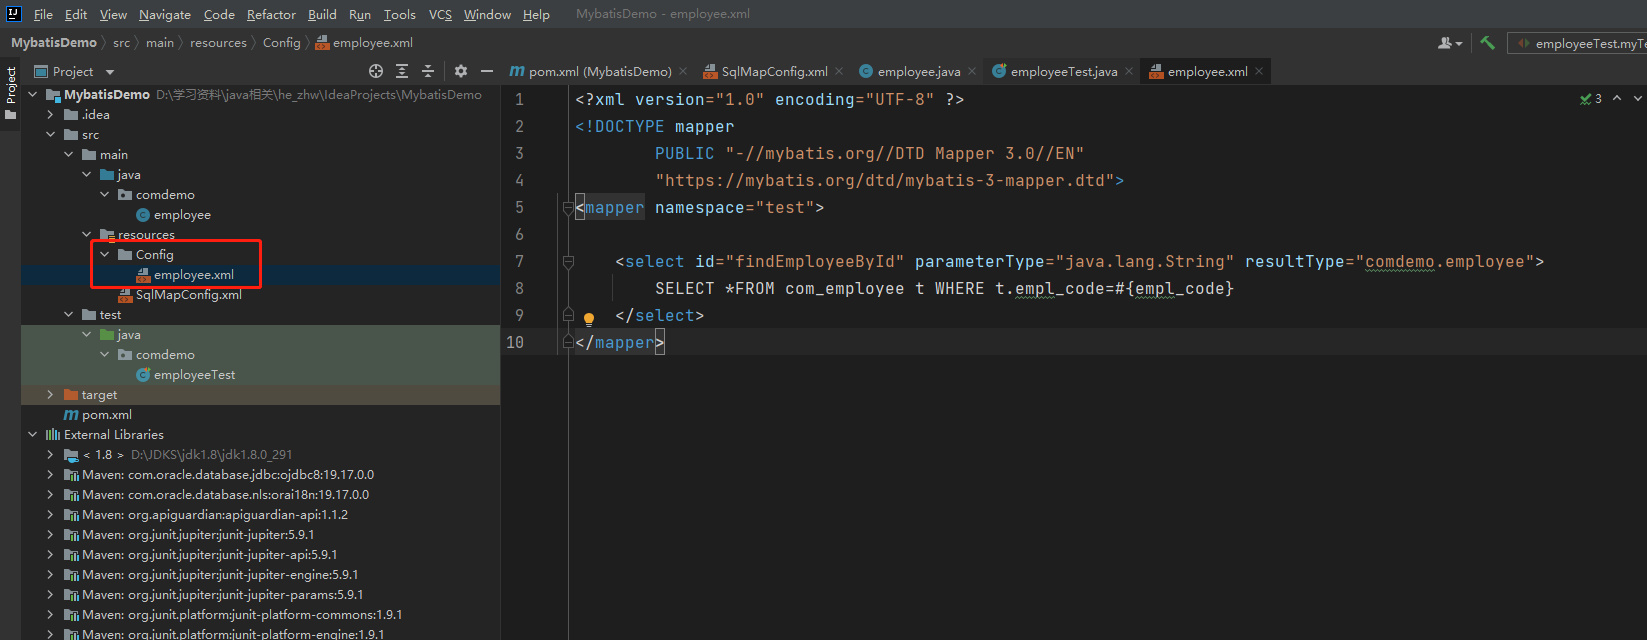 File Edit View Navigate Code Refactor Build Run Tools VCS Window Help MybatisDemo - employee.xml
MybatisDemo src main resources Config employee.xml
employeeTest.myTe
Project
Project
pom.xml (MybatisDemo)
SqlMapConfig.xml
employee.java
employeeTest.java
employee.xml
MybatisDemo D:\学习资料\java相关\he_zhw\IdeaProjects\MybatisDemo
.idea
src
main
java
comdemo
employee
resources
Config
employee.xml
SqlMapConfig.xml
test
java
comdemo
employeeTest
target
pom.xml
External Libraries
< 1.8 > D:\JDKS\jdk1.8\jdk1.8.0_291
Maven: com.oracle.database.jdbc:ojdbc8:19.17.0.0
Maven: com.oracle.database.nls:orai18n:19.17.0.0
Maven: org.apiguardian:apiguardian-api:1.1.2
Maven: org.junit.jupiter:junit-jupiter:5.9.1
Maven: org.junit.jupiter:junit-jupiter-api:5.9.1
Maven: org.junit.jupiter:junit-jupiter-engine:5.9.1
Maven: org.junit.jupiter:junit-jupiter-params:5.9.1
Maven: org.junit.platform:junit-platform-commons:1.9.1
Maven: org.junit.platform:junit-platform-engine:1.9.1
1 <?xml version="1.0" encoding="UTF-8" ?>
2 <!DOCTYPE mapper
3 PUBLIC "-//mybatis.org//DTD Mapper 3.0//EN"
4 "https://mybatis.org/dtd/mybatis-3-mapper.dtd">
5 <mapper namespace="test">
6
7 <select id="findEmployeeById" parameterType="java.lang.String" resultType="comdemo.employee">
8 SELECT *FROM com_employee t WHERE t.empl_code=#{empl_code}
9 </select>
10 </mapper>
3